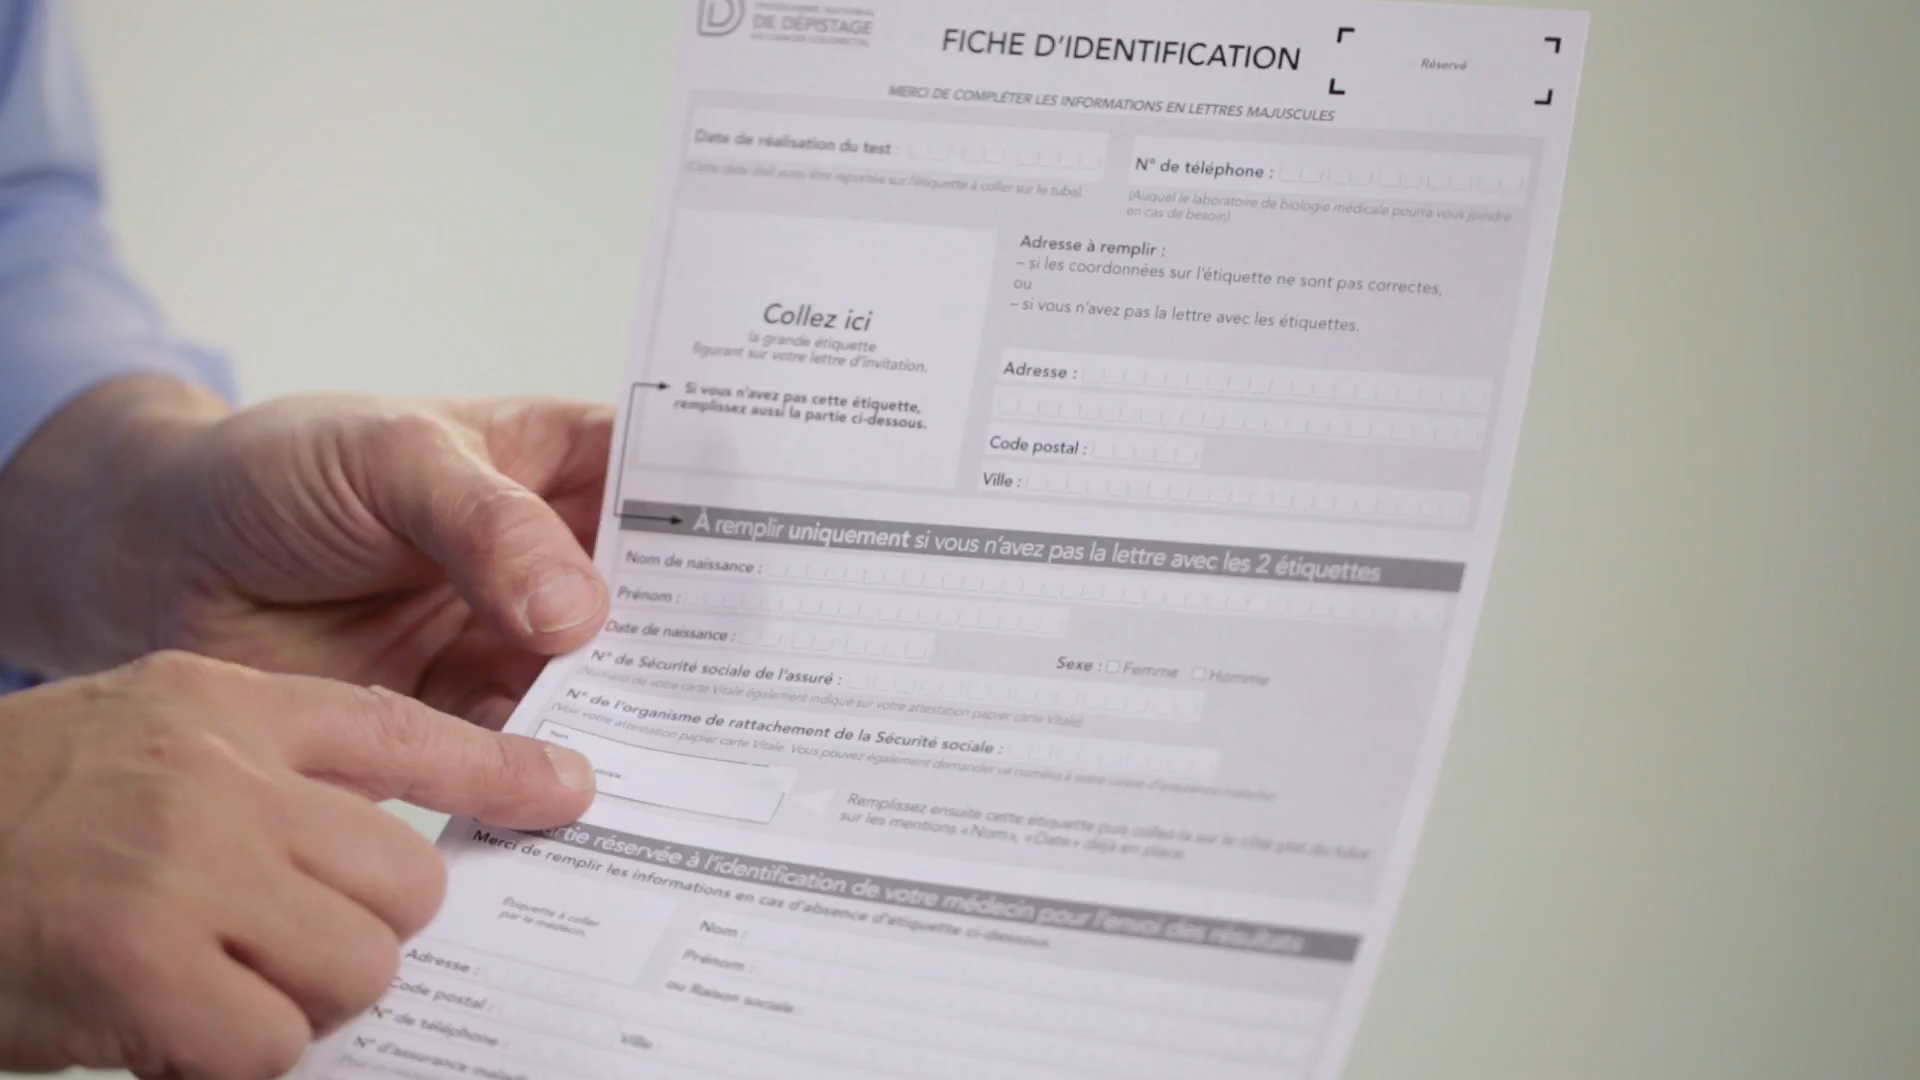 PROGRAMME NATIONAL
DE DÉPISTAGE
DU CANCER COLORECTAL
FICHE D'IDENTIFICATION
Réservé
MERCI DE COMPLÉTER LES INFORMATIONS EN LETTRES MAJUSCULES
Date de réalisation du test :
(Cette date doit aussi être reportée sur l'étiquette à coller sur le tube)
N° de téléphone :
(Auquel le laboratoire de biologie médicale pourra vous joindre
en cas de besoin)
Adresse à remplir :
– si les coordonnées sur l'étiquette ne sont pas correctes,
ou
– si vous n'avez pas la lettre avec les étiquettes.
Collez ici
la grande étiquette
figurant sur votre lettre d'invitation.
Si vous n'avez pas cette étiquette,
remplissez aussi la partie ci-dessous.
Adresse :
Code postal :
Ville :
À remplir uniquement si vous n'avez pas la lettre avec les 2 étiquettes
Nom de naissance :
Prénom :
Date de naissance :
Sexe : Femme Homme
N° de Sécurité sociale de l'assuré :
(Numéro de votre carte Vitale également indiqué sur votre attestation papier carte Vitale)
N° de l'organisme de rattachement de la Sécurité sociale :
(Voir votre attestation papier carte Vitale. Vous pouvez également demander ce numéro à votre caisse d'assurance maladie)
Nom
Remplissez ensuite cette étiquette puis collez-la sur le côté plat du tube
sur les mentions «Nom», «Date» déjà en place.
réservée à l'identification de votre médecin pour l'envoi des résultats
Merci de remplir les informations en cas d'absence d'étiquette ci-dessous.
Étiquette à coller
par le médecin.
Nom :
Prénom :
ou Raison sociale :
Adresse :
Code postal :
Ville :
N° de téléphone :
N° d'assurance